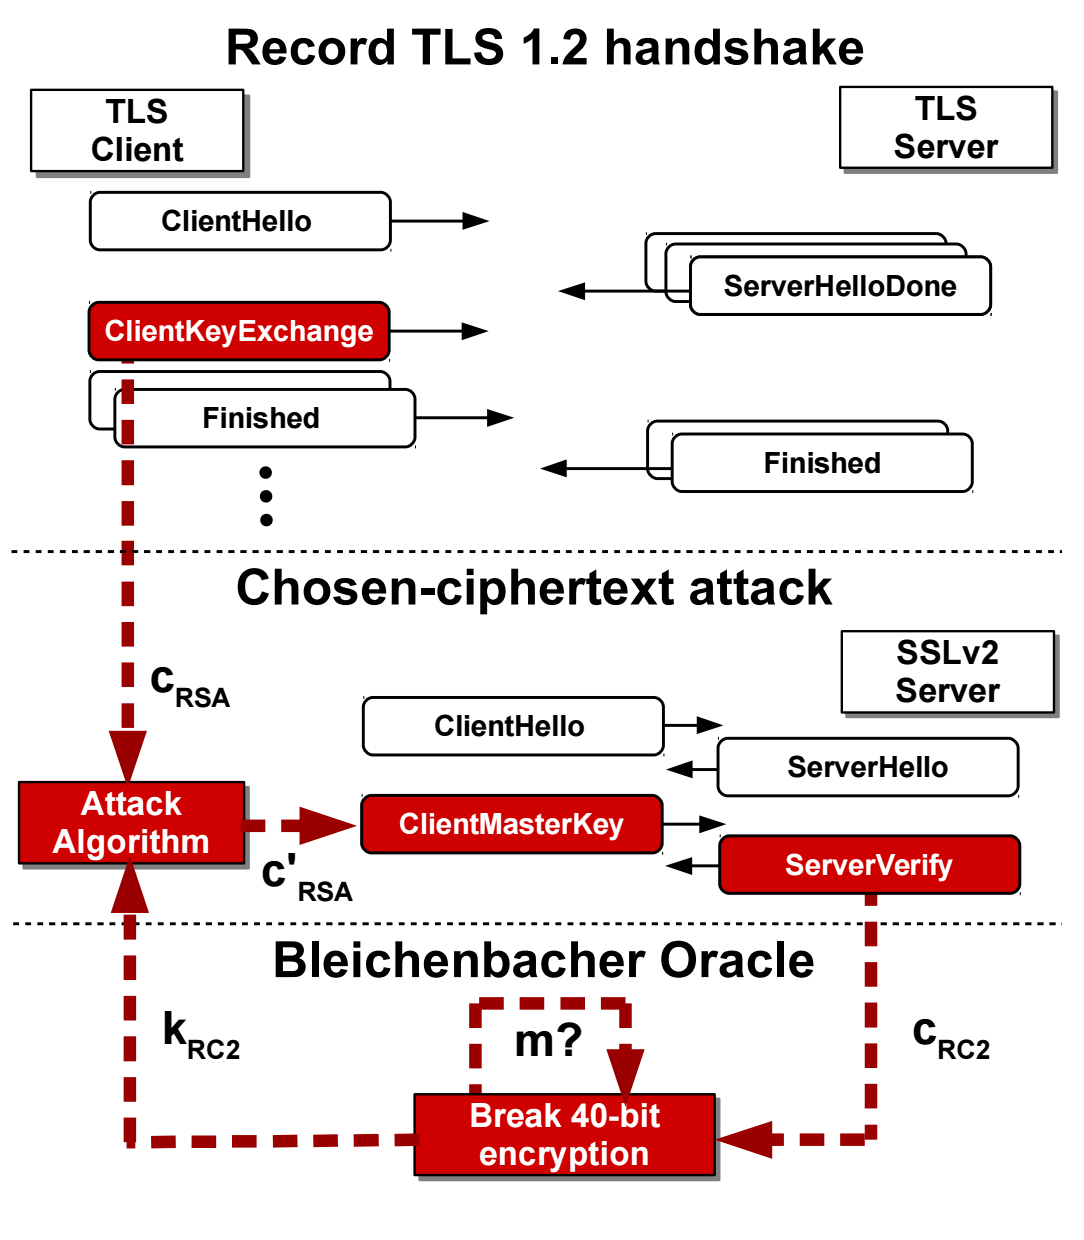 Record TLS 1.2 handshake
TLS
Client
TLS
Server
ClientHello
ServerHelloDone
ClientKeyExchange
Finished
Finished
Chosen-ciphertext attack
cRSA
SSLv2
Server
ClientHello
ServerHello
Attack
Algorithm
c'RSA
ClientMasterKey
ServerVerify
Bleichenbacher Oracle
kRC2
m?
cRC2
Break 40-bit
encryption